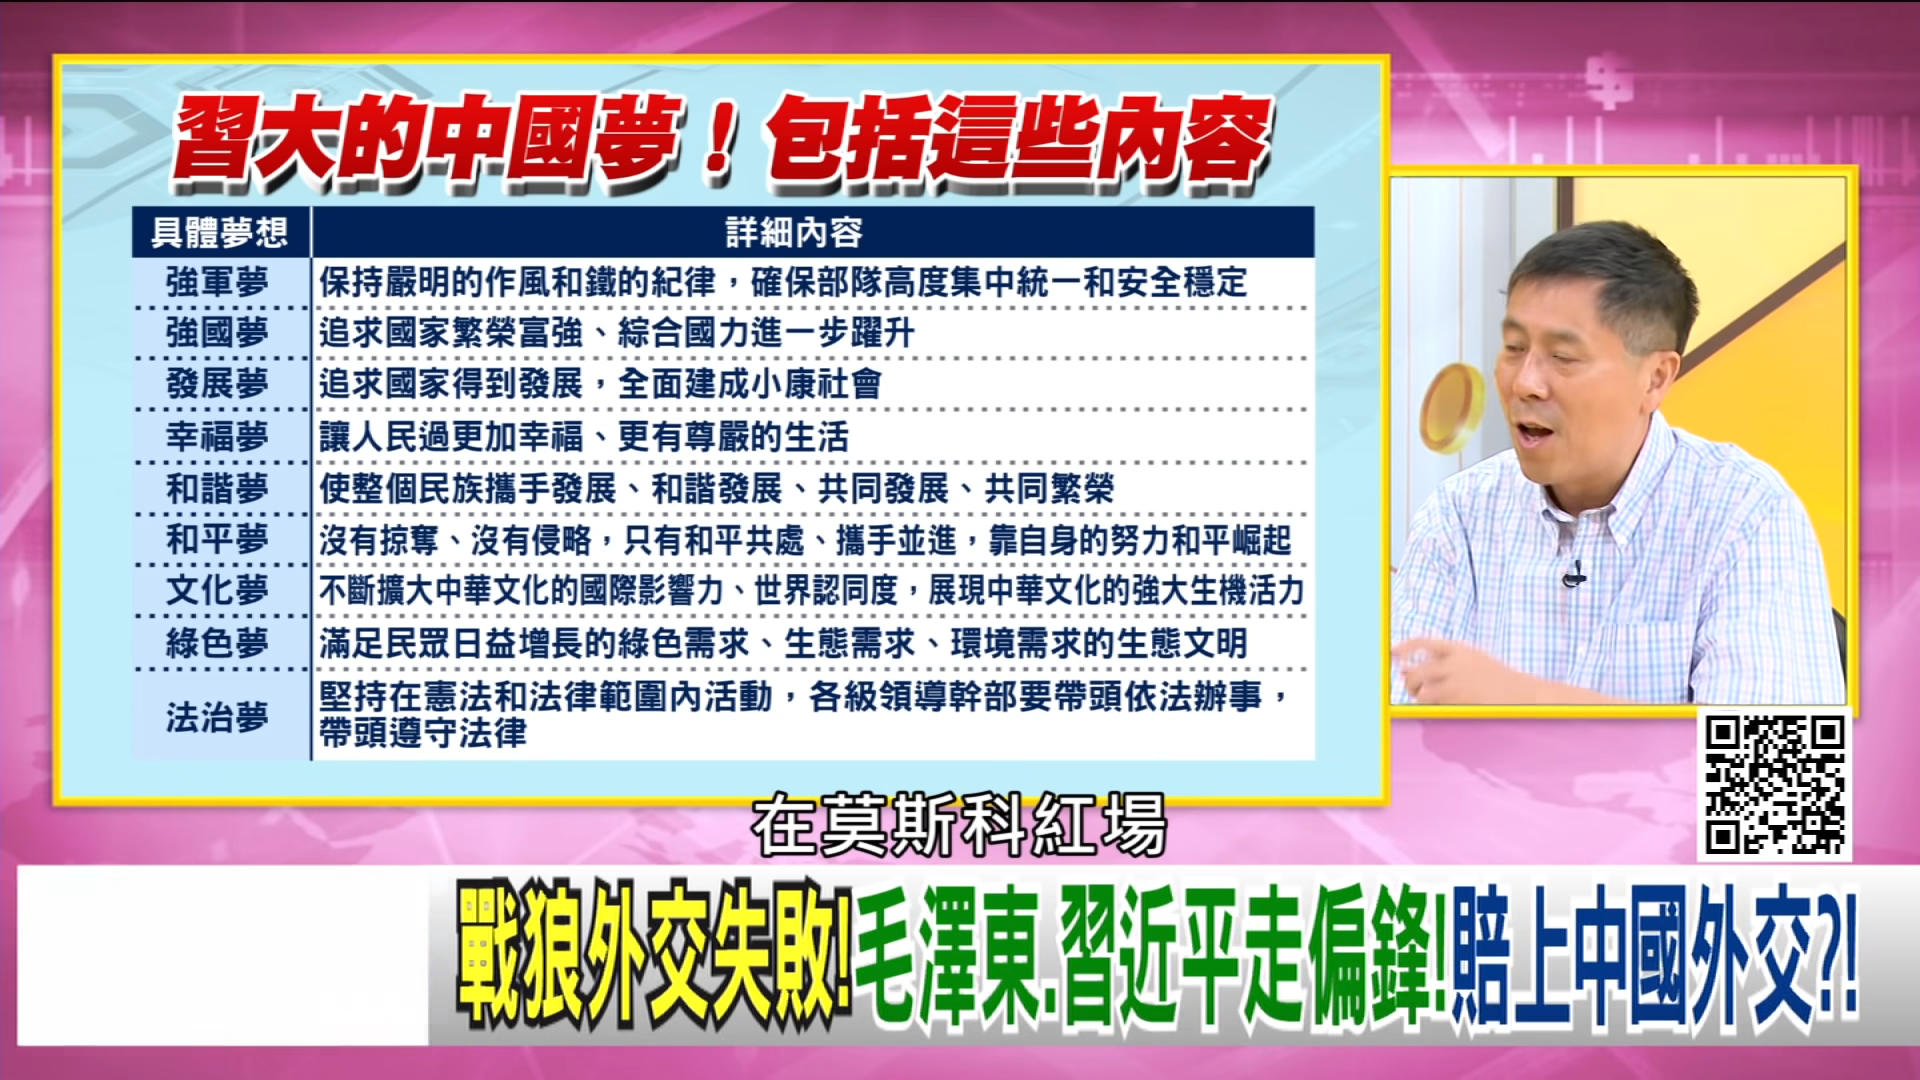 習大的中國夢！包括這些內容
具體夢想 詳細內容
強軍夢 保持嚴明的作風和鐵的紀律，確保部隊高度集中統一和安全穩定
強國夢 追求國家繁榮富強、綜合國力進一步躍升
發展夢 追求國家得到發展，全面建成小康社會
幸福夢 讓人民過更加幸福、更有尊嚴的生活
和諧夢 使整個民族攜手發展、和諧發展、共同發展、共同繁榮
和平夢 沒有掠奪、沒有侵略，只有和平共處、攜手並進，靠自身的努力和平崛起
文化夢 不斷擴大中華文化的國際影響力、世界認同度，展現中華文化的強大生機活力
綠色夢 滿足民眾日益增長的綠色需求、生態需求、環境需求的生態文明
法治夢 堅持在憲法和法律範圍內活動，各級領導幹部要帶頭依法辦事，
帶頭遵守法律
在莫斯科紅場
戰狼外交失敗!毛澤東.習近平走偏鋒!賠上中國外交?!